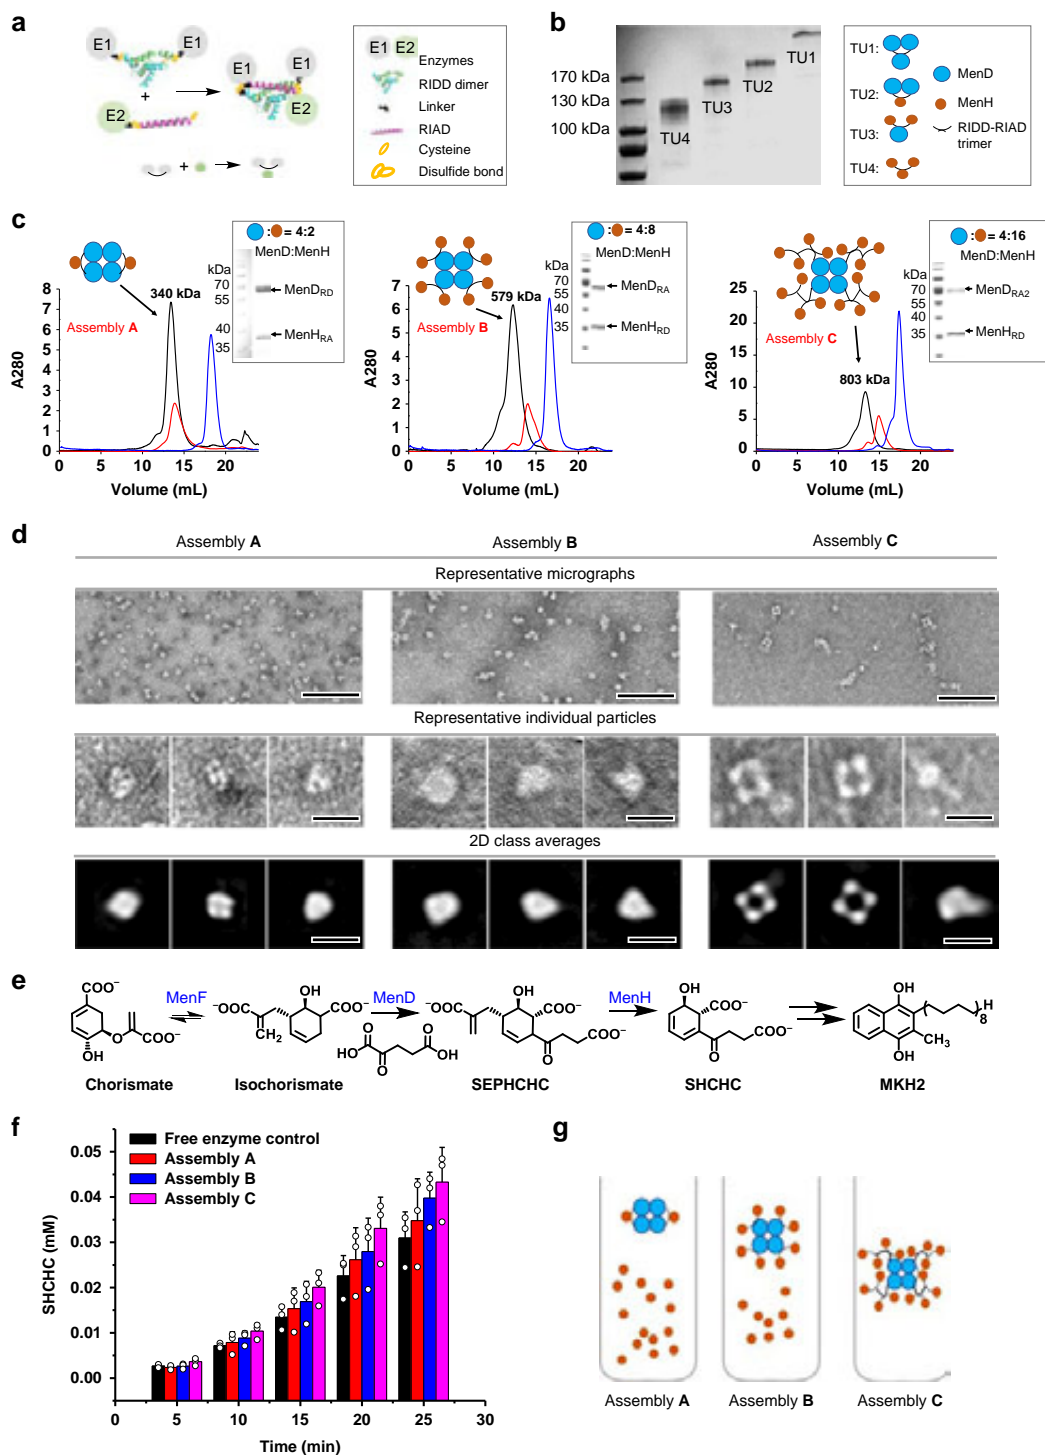 a
E1
E1
+
E1
E1
E2
E2
+
E1 E2
Enzymes
RIDD dimer
Linker
RIAD
Cysteine
Disulfide bond
b
170 kDa
130 kDa
100 kDa
TU4
TU3
TU2
TU1
TU1:
TU2:
TU3:
TU4:
MenD
MenH
RIDD-RIAD
trimer
c
Assembly A
340 kDa
A280
8
7
6
5
4
3
2
1
0
0 5 10 15 20
Volume (mL)
:= 4:2
MenD:MenH
kDa
70
55
40
35
MenDRD
MenHRA
Assembly B
579 kDa
A280
7
6
5
4
3
2
1
0
0 5 10 15 20
Volume (mL)
:= 4:8
MenD:MenH
kDa
70
55
40
35
MenDRA
MenHRD
Assembly C
803 kDa
A280
25
20
15
10
5
0
0 5 10 15 20
Volume (mL)
:= 4:16
MenD:MenH
kDa
70
55
40
35
MenDRA2
MenHRD
d
Assembly A Assembly B Assembly C
Representative micrographs
Representative individual particles
2D class averages
e
COO⁻
O
COO⁻
OH
Chorismate
MenF
⁻OOC
CH2
OH
COO⁻
Isochorismate
MenD
HO
O
O
O
OH
⁻OOC
OH
COO⁻
COO⁻
O
SEPHCHC
MenH
OH
COO⁻
COO⁻
O
SHCHC
OH
H
8
CH3
OH
MKH2
f
Free enzyme control
Assembly A
Assembly B
Assembly C
SHCHC (mM)
0.05
0.04
0.03
0.02
0.01
0.00
0 5 10 15 20 25 30
Time (min)
g
Assembly A Assembly B Assembly C